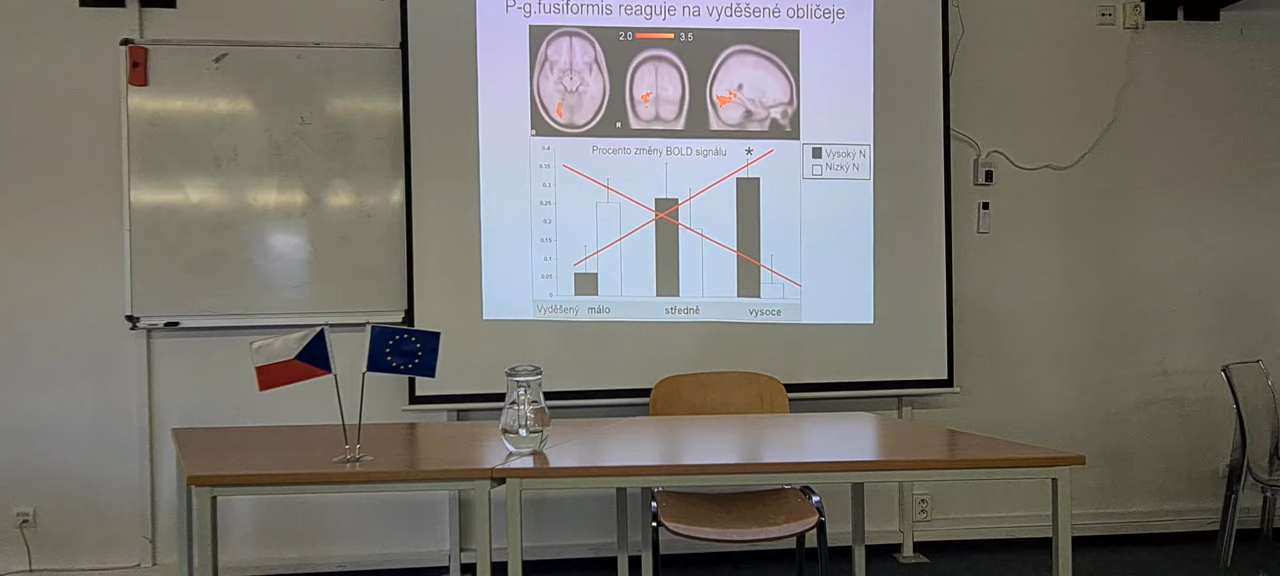 P-g.fusiformis reaguje na vyděšené obličeje
2.0 3.5
R
R
Procento změny BOLD signálu *
Vysoký N
Nízký N
0.4
0.35
0.3
0.25
0.2
0.15
0.1
0.05
0
Vyděšený málo středně vysoce